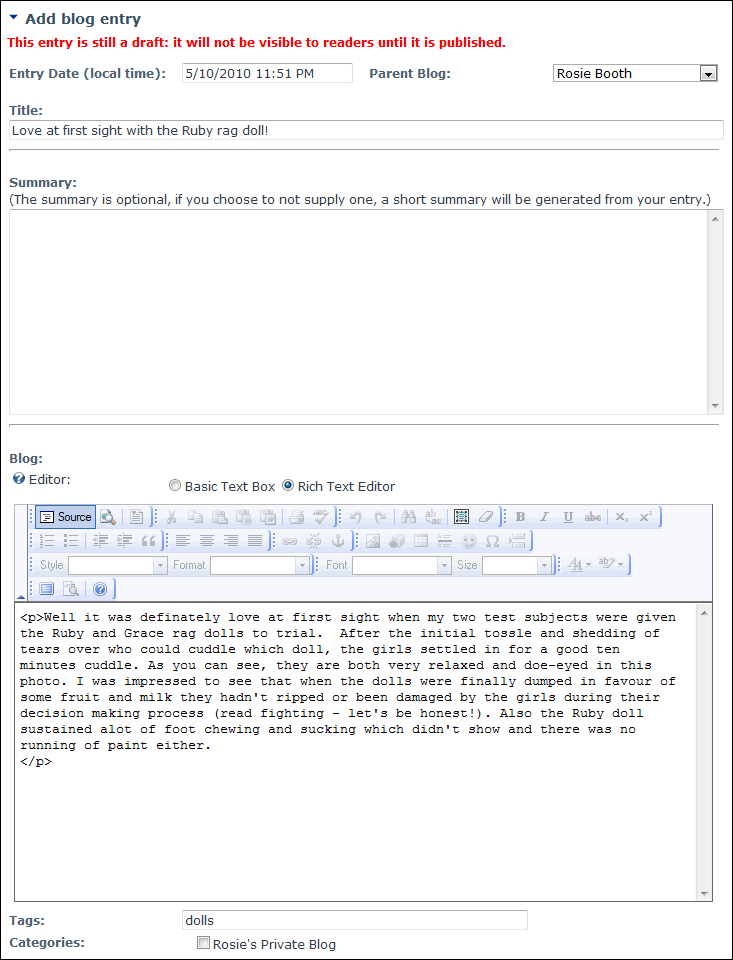 Add blog entry
This entry is still a draft: it will not be visible to readers until it is published.
Entry Date (local time): 5/10/2010 11:51 PM Parent Blog: Rosie Booth
Title:
Love at first sight with the Ruby rag doll!
Summary:
(The summary is optional, if you choose to not supply one, a short summary will be generated from your entry.)
Blog:
Editor: Basic Text Box Rich Text Editor
Source B I U abc X₂ X²
Style Format Font Size
<p>Well it was definately love at first sight when my two test subjects were given
the Ruby and Grace rag dolls to trial.  After the initial tossle and shedding of
tears over who could cuddle which doll, the girls settled in for a good ten
minutes cuddle. As you can see, they are both very relaxed and doe-eyed in this
photo. I was impressed to see that when the dolls were finally dumped in favour of
some fruit and milk they hadn't ripped or been damaged by the girls during their
decision making process (read fighting - let's be honest!). Also the Ruby doll
sustained alot of foot chewing and sucking which didn't show and there was no
running of paint either.
</p>
Tags: dolls
Categories: Rosie's Private Blog